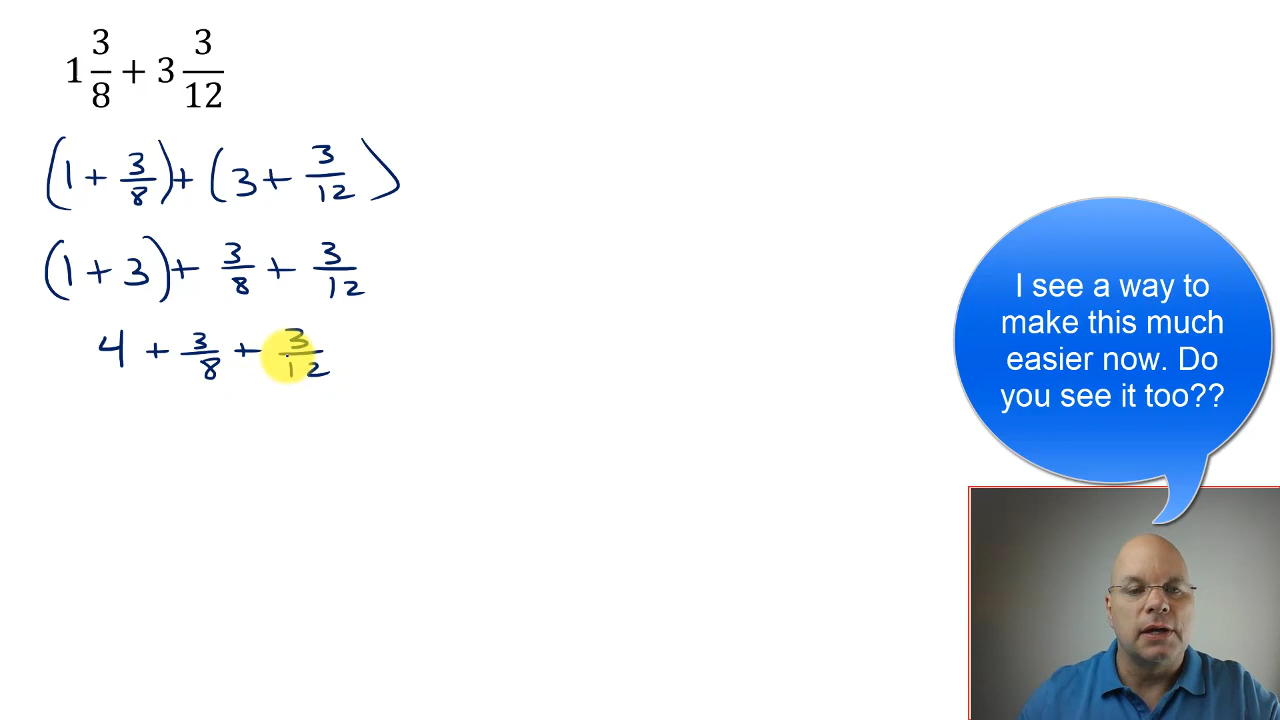 1 3/8 + 3 3/12
(1 + 3/8) + (3 + 3/12)
(1 + 3) + 3/8 + 3/12
4 + 3/8 + 3/12
I see a way to
make this much
easier now. Do
you see it too??